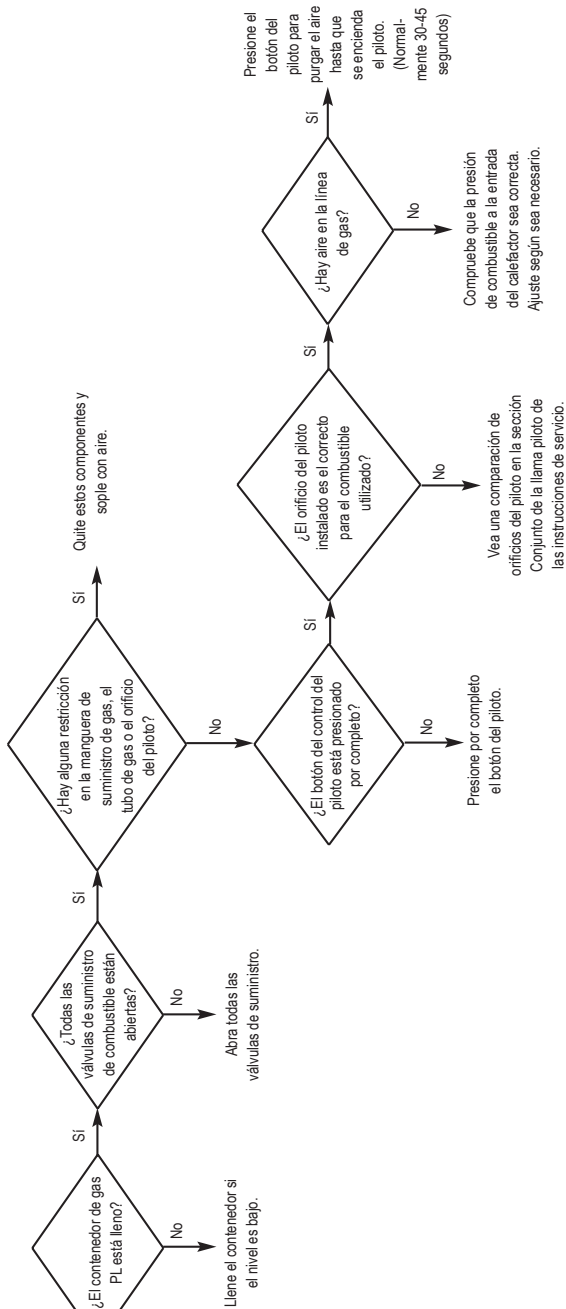 ¿El contenedor de gas
PL está lleno?
No
Llene el contenedor si
el nivel es bajo.
Sí
¿Todas las
válvulas de suministro
de combustible están
abiertas?
No
Abra todas las
válvulas de suministro.
Sí
¿Hay alguna restricción
en la manguera de
suministro de gas, el
tubo de gas o el orificio
del piloto?
Sí
Quite estos componentes y
sople con aire.
No
¿El botón del control del
piloto está presionado
por completo?
No
Presione por completo
el botón del piloto.
Sí
¿El orificio del piloto
instalado es el correcto
para el combustible
utilizado?
No
Vea una comparación de
orificios del piloto en la sección
Conjunto de la llama piloto de
las instrucciones de servicio.
Sí
¿Hay aire en la línea
de gas?
No
Compruebe que la presión
de combustible a la entrada
del calefactor sea correcta.
Ajuste según sea necesario.
Sí
Presione el
botón del
piloto para
purgar el aire
hasta que
se encienda
el piloto.
(Normal-
mente 30-45
segundos)